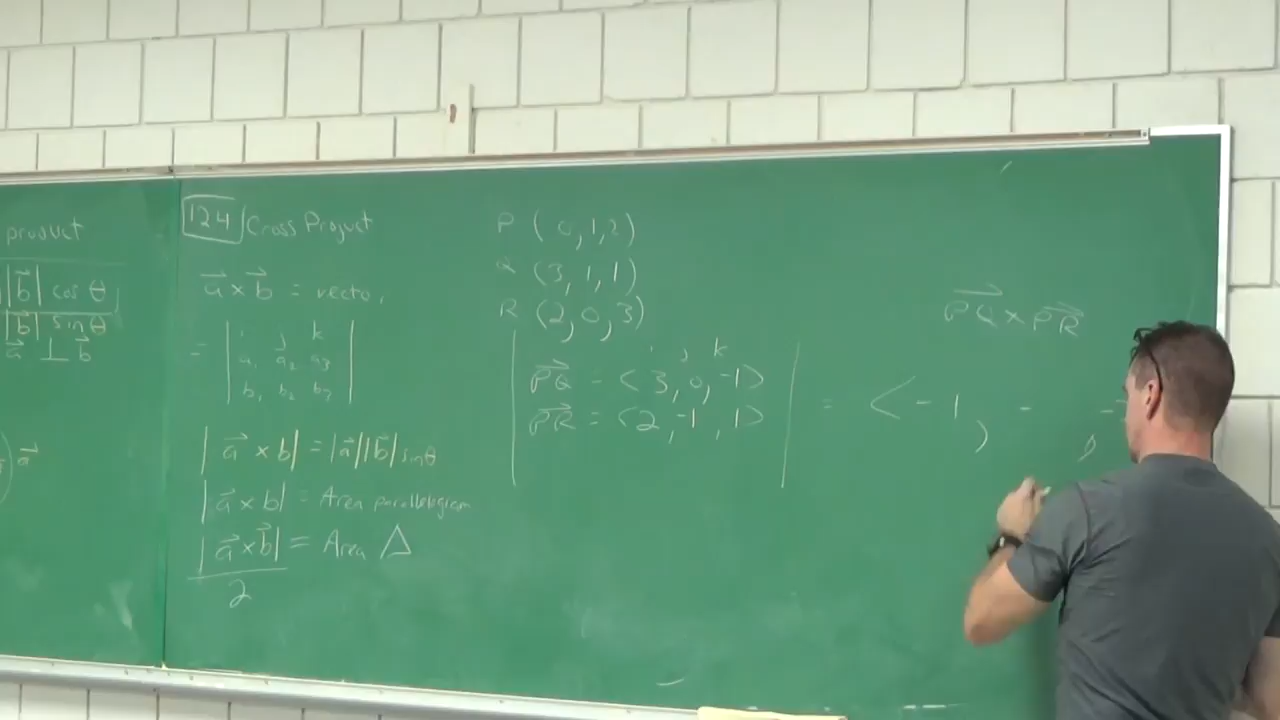 product
|b⃗| cos θ
|b⃗| sin θ
a⃗ ⊥ b⃗
a⃗
12.4 Cross Product
a⃗ × b⃗ = vector
= | i j k
a₁ a₂ a₃
b₁ b₂ b₃ |
|a⃗ × b| = |a⃗||b⃗| sinθ
|a⃗ × b| = Area parallelogram
|a⃗ × b⃗| = Area △
2
P (0,1,2)
Q (3,1,1)
R (2,0,3)
i j k
PQ = <3,0,-1>
PR = <2,-1,1>
PQ × PR
= < -1, - , -